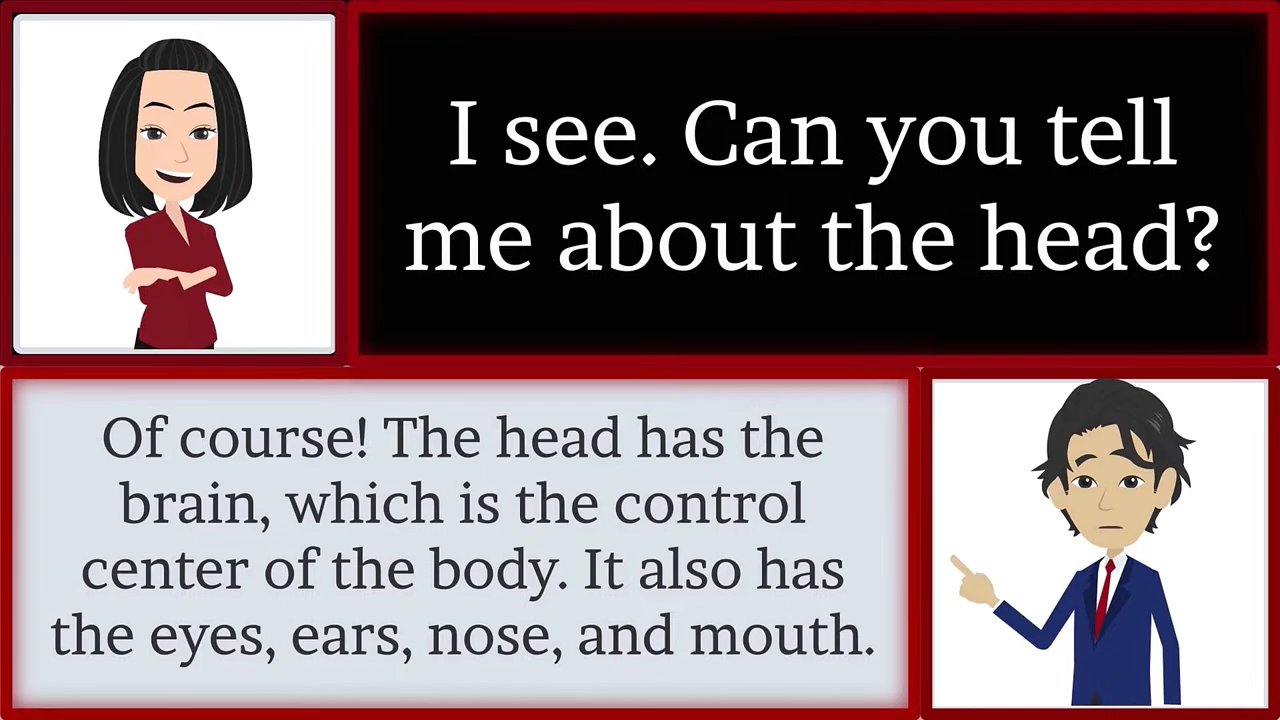 I see. Can you tell
me about the head?
Of course! The head has the
brain, which is the control
center of the body. It also has
the eyes, ears, nose, and mouth.